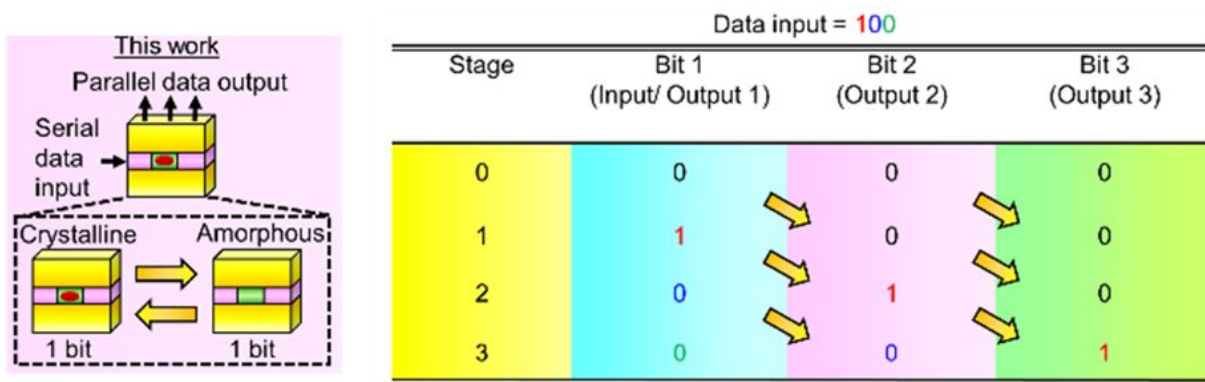 This work
Parallel data output
Serial
data
input
Crystalline Amorphous
1 bit 1 bit
Data input = 100
Stage Bit 1 Bit 2 Bit 3
(Input/ Output 1) (Output 2) (Output 3)
0 0 0 0
1 1 0 0
2 0 1 0
3 0 0 1